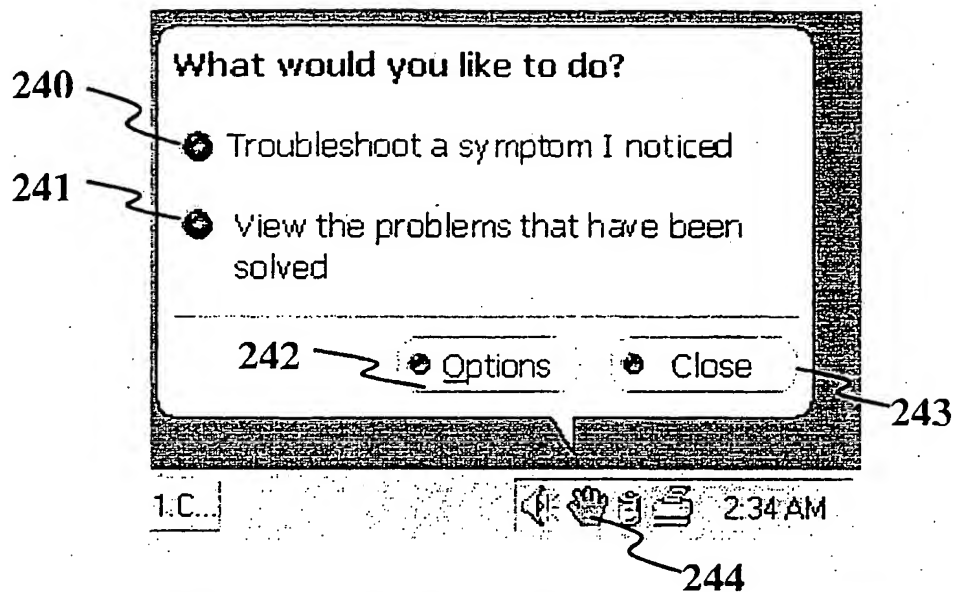 What would you like to do?
240
Troubleshoot a symptom I noticed
241
View the problems that have been
solved
242
Options
Close
243
1.C...
2:34 AM
244